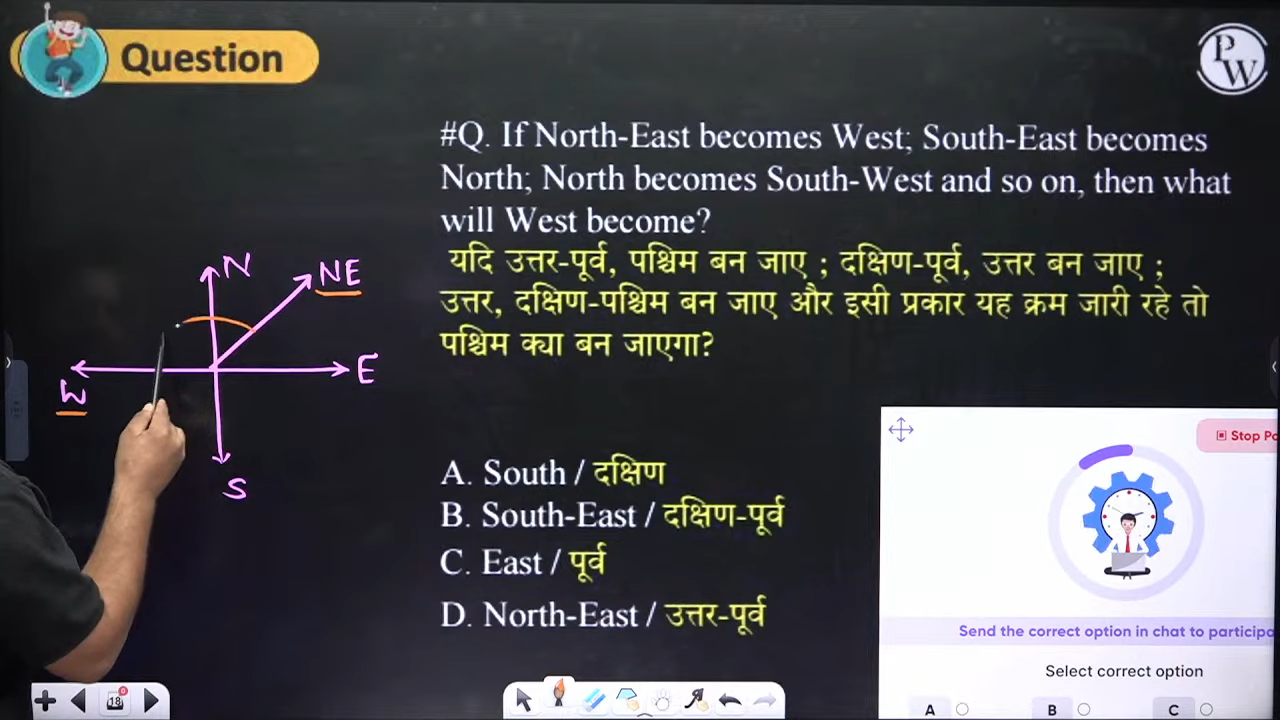 Question
PW
#Q. If North-East becomes West; South-East becomes
North; North becomes South-West and so on, then what
will West become?
यदि उत्तर-पूर्व, पश्चिम बन जाए ; दक्षिण-पूर्व, उत्तर बन जाए ;
उत्तर, दक्षिण-पश्चिम बन जाए और इसी प्रकार यह क्रम जारी रहे तो
पश्चिम क्या बन जाएगा?
N
NE
W
E
S
A. South / दक्षिण
B. South-East / दक्षिण-पूर्व
C. East / पूर्व
D. North-East / उत्तर-पूर्व
Stop Po
Send the correct option in chat to participa
Select correct option
A
B
C
18